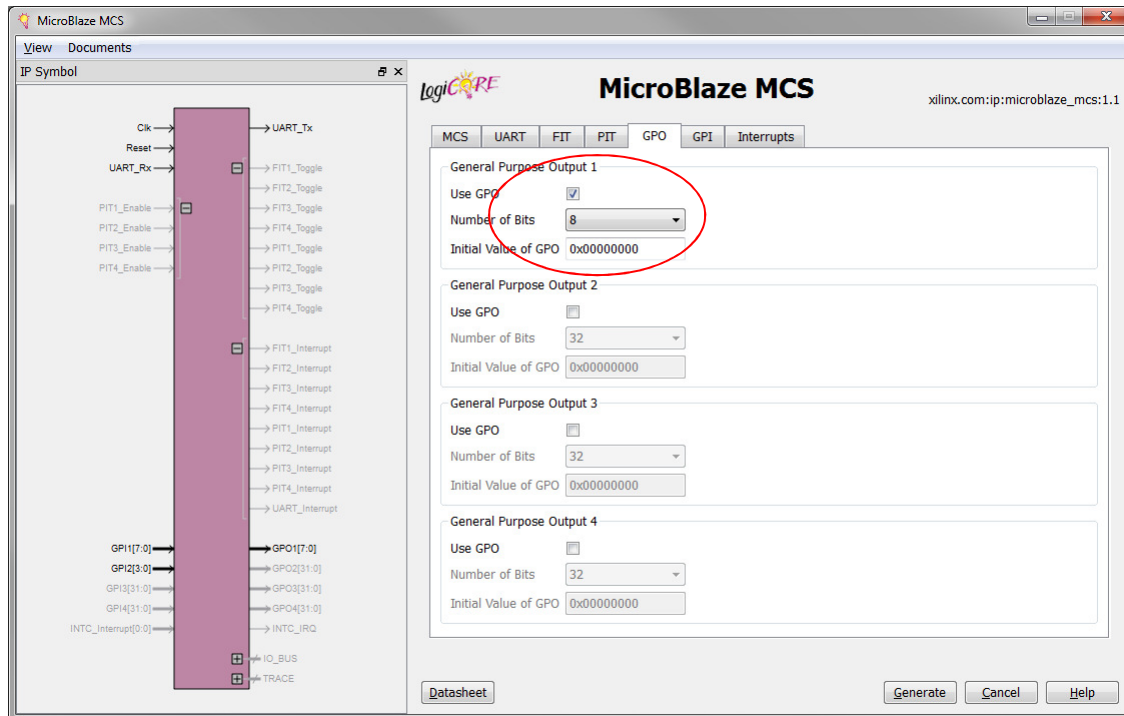 MicroBlaze MCS
View Documents
IP Symbol
Clk
Reset
UART_Rx
PIT1_Enable
PIT2_Enable
PIT3_Enable
PIT4_Enable
GPI1[7:0]
GPI2[3:0]
GPI3[31:0]
GPI4[31:0]
INTC_Interrupt[0:0]
UART_Tx
FIT1_Toggle
FIT2_Toggle
FIT3_Toggle
FIT4_Toggle
PIT1_Toggle
PIT2_Toggle
PIT3_Toggle
PIT4_Toggle
FIT1_Interrupt
FIT2_Interrupt
FIT3_Interrupt
FIT4_Interrupt
PIT1_Interrupt
PIT2_Interrupt
PIT3_Interrupt
PIT4_Interrupt
UART_Interrupt
GPO1[7:0]
GPO2[31:0]
GPO3[31:0]
GPO4[31:0]
INTC_IRQ
IO_BUS
TRACE
LogiCORE
MicroBlaze MCS
xilinx.com:ip:microblaze_mcs:1.1
MCS UART FIT PIT GPO GPI Interrupts
General Purpose Output 1
Use GPO
Number of Bits 8
Initial Value of GPO 0x00000000
General Purpose Output 2
Use GPO
Number of Bits 32
Initial Value of GPO 0x00000000
General Purpose Output 3
Use GPO
Number of Bits 32
Initial Value of GPO 0x00000000
General Purpose Output 4
Use GPO
Number of Bits 32
Initial Value of GPO 0x00000000
Datasheet Generate Cancel Help